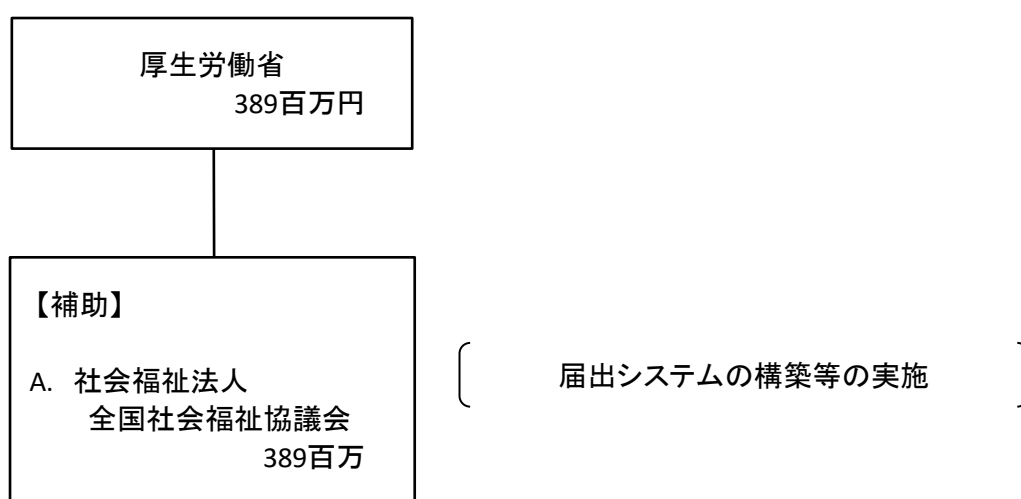 厚生労働省
389百万円
【補助】
A. 社会福祉法人
全国社会福祉協議会
389百万
届出システムの構築等の実施